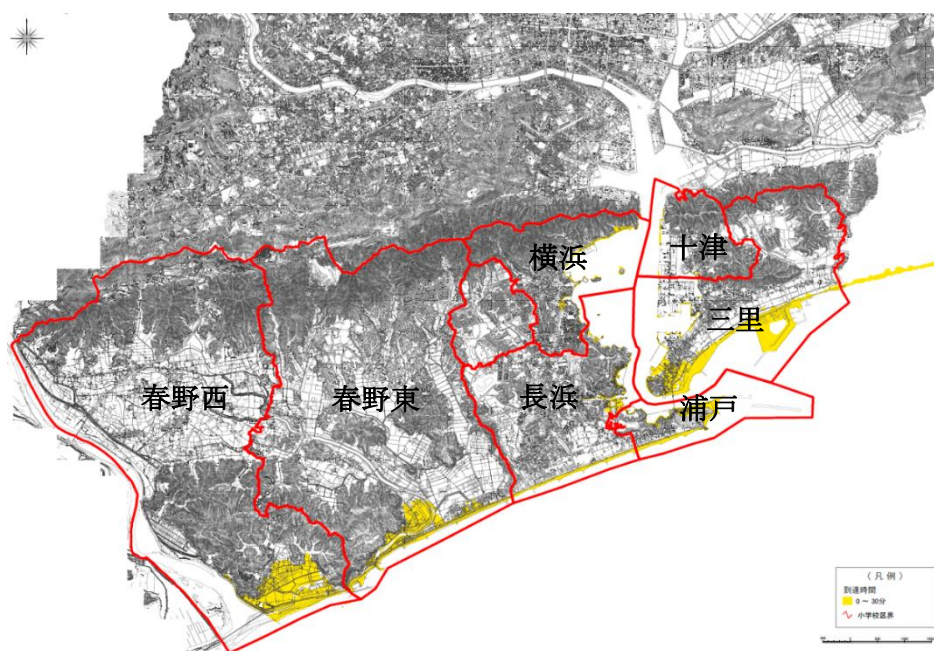 横浜
十津
三里
春野西
春野東
長浜
浦戸
〈 凡 例 〉
到達時間
0 ～ 30分
小学校区界